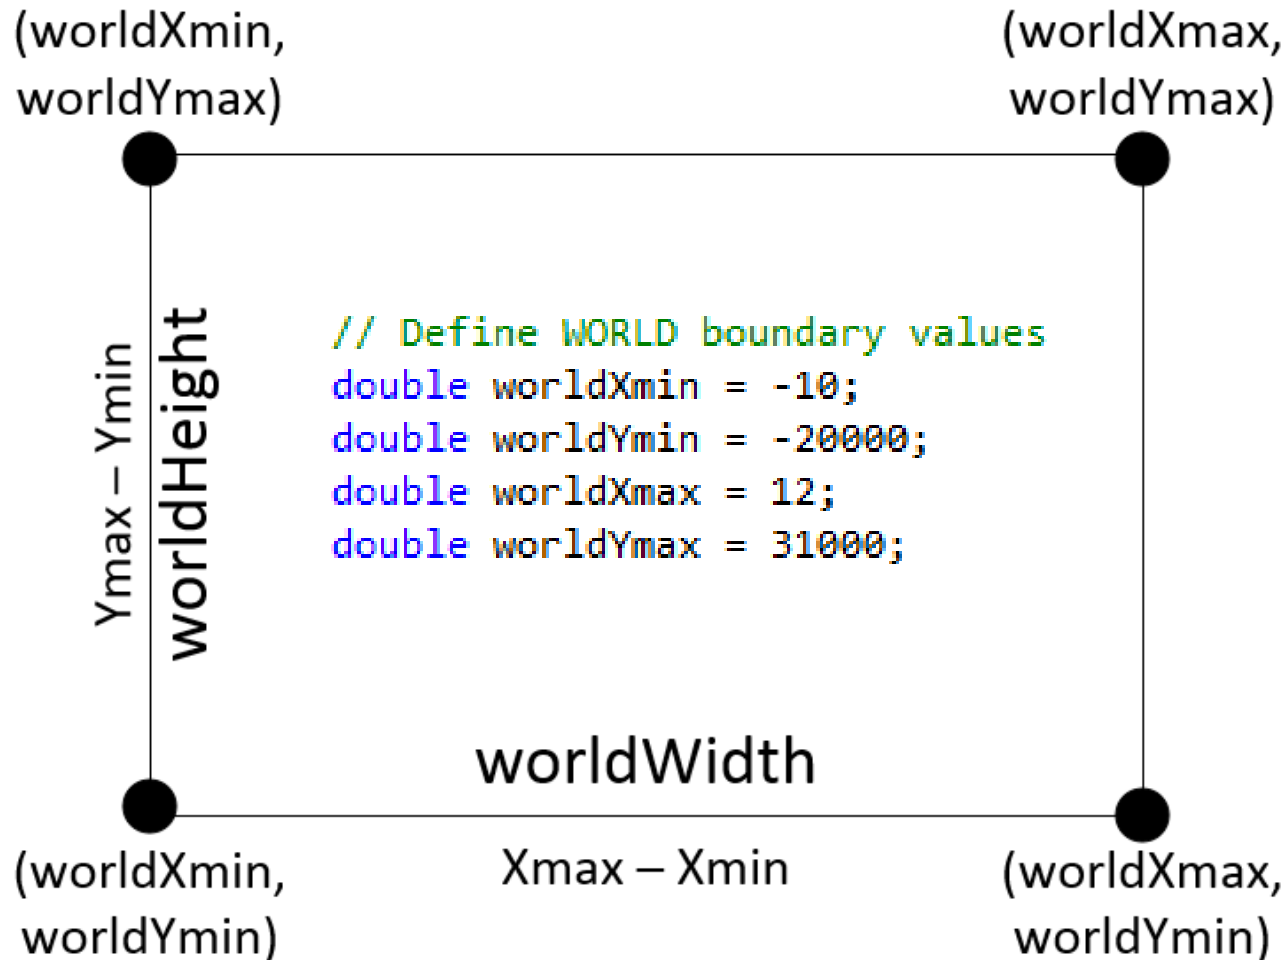 (worldXmin,
worldYmax)
(worldXmax,
worldYmax)
Ymax – Ymin
worldHeight
// Define WORLD boundary values
double worldXmin = -10;
double worldYmin = -20000;
double worldXmax = 12;
double worldYmax = 31000;
worldWidth
Xmax – Xmin
(worldXmin,
worldYmin)
(worldXmax,
worldYmin)